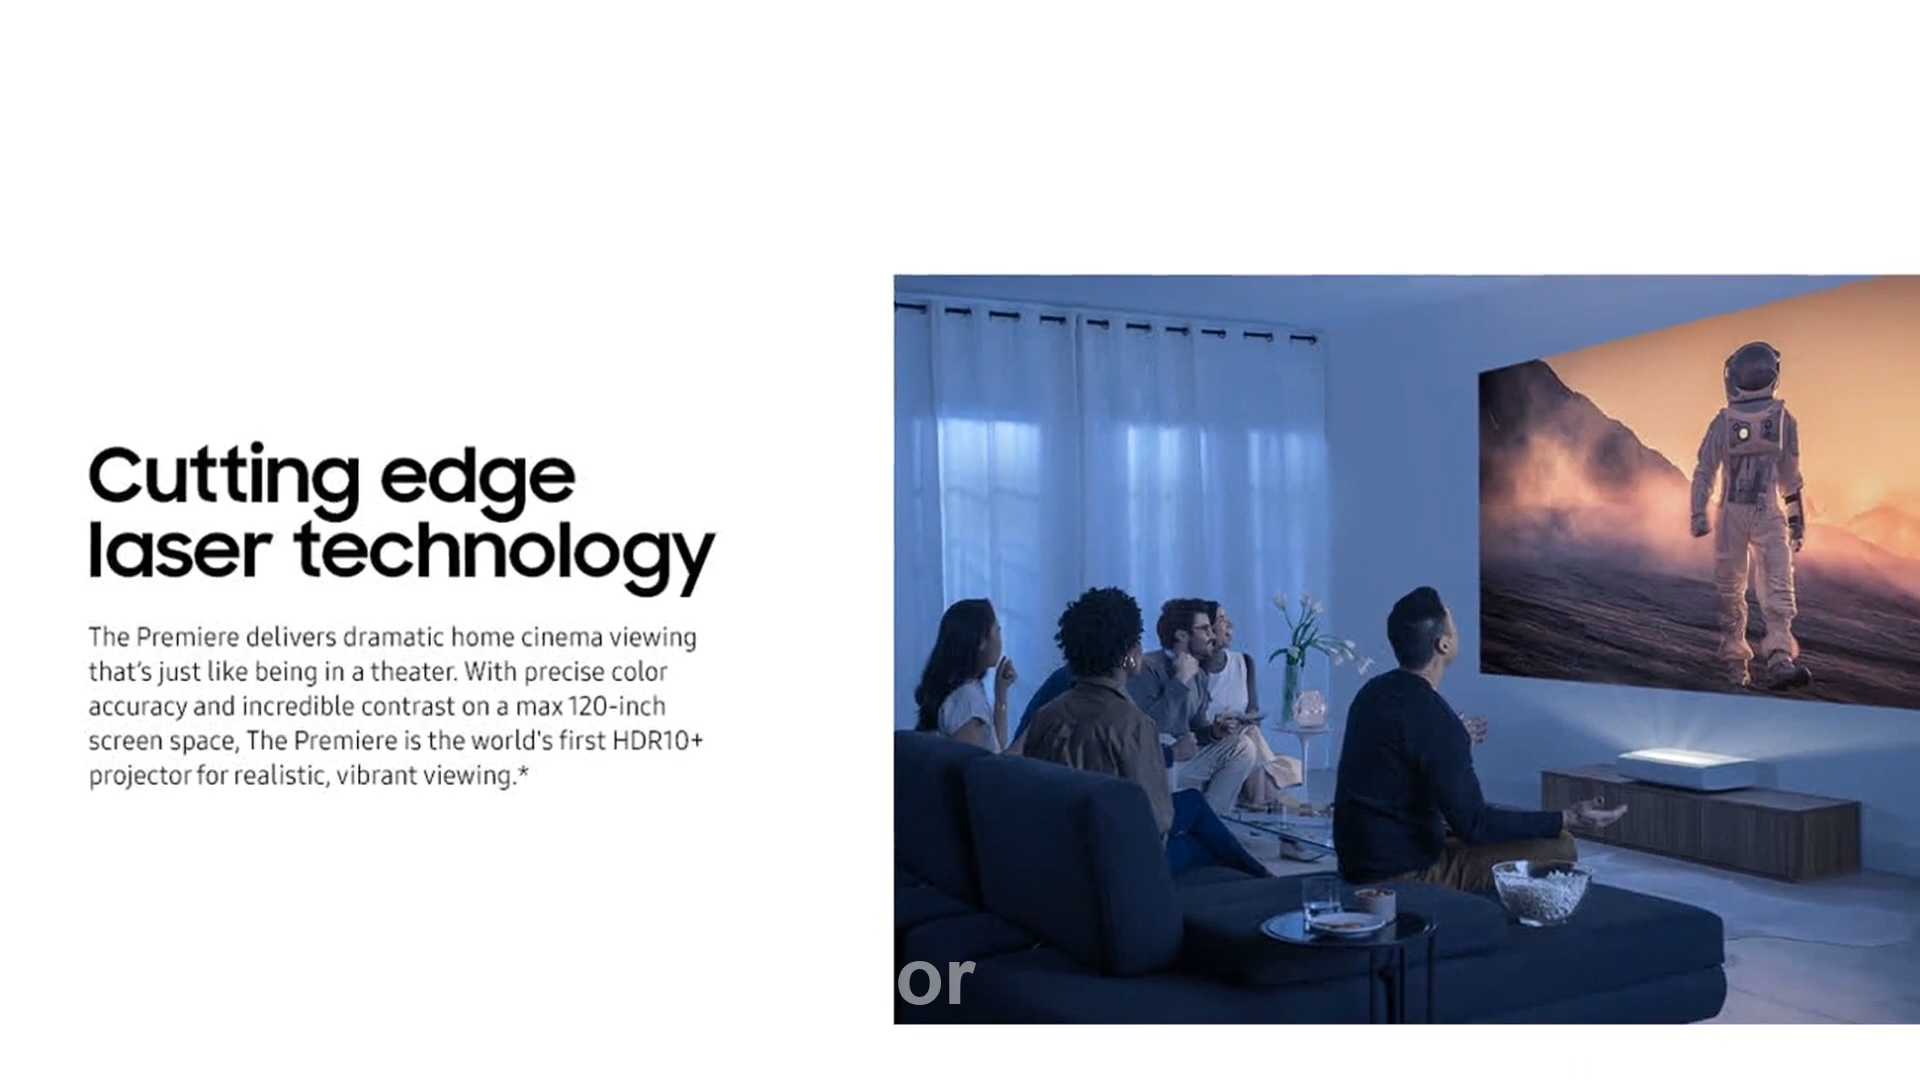 Cutting edge
laser technology
The Premiere delivers dramatic home cinema viewing
that's just like being in a theater. With precise color
accuracy and incredible contrast on a max 120-inch
screen space, The Premiere is the world's first HDR10+
projector for realistic, vibrant viewing.*
or